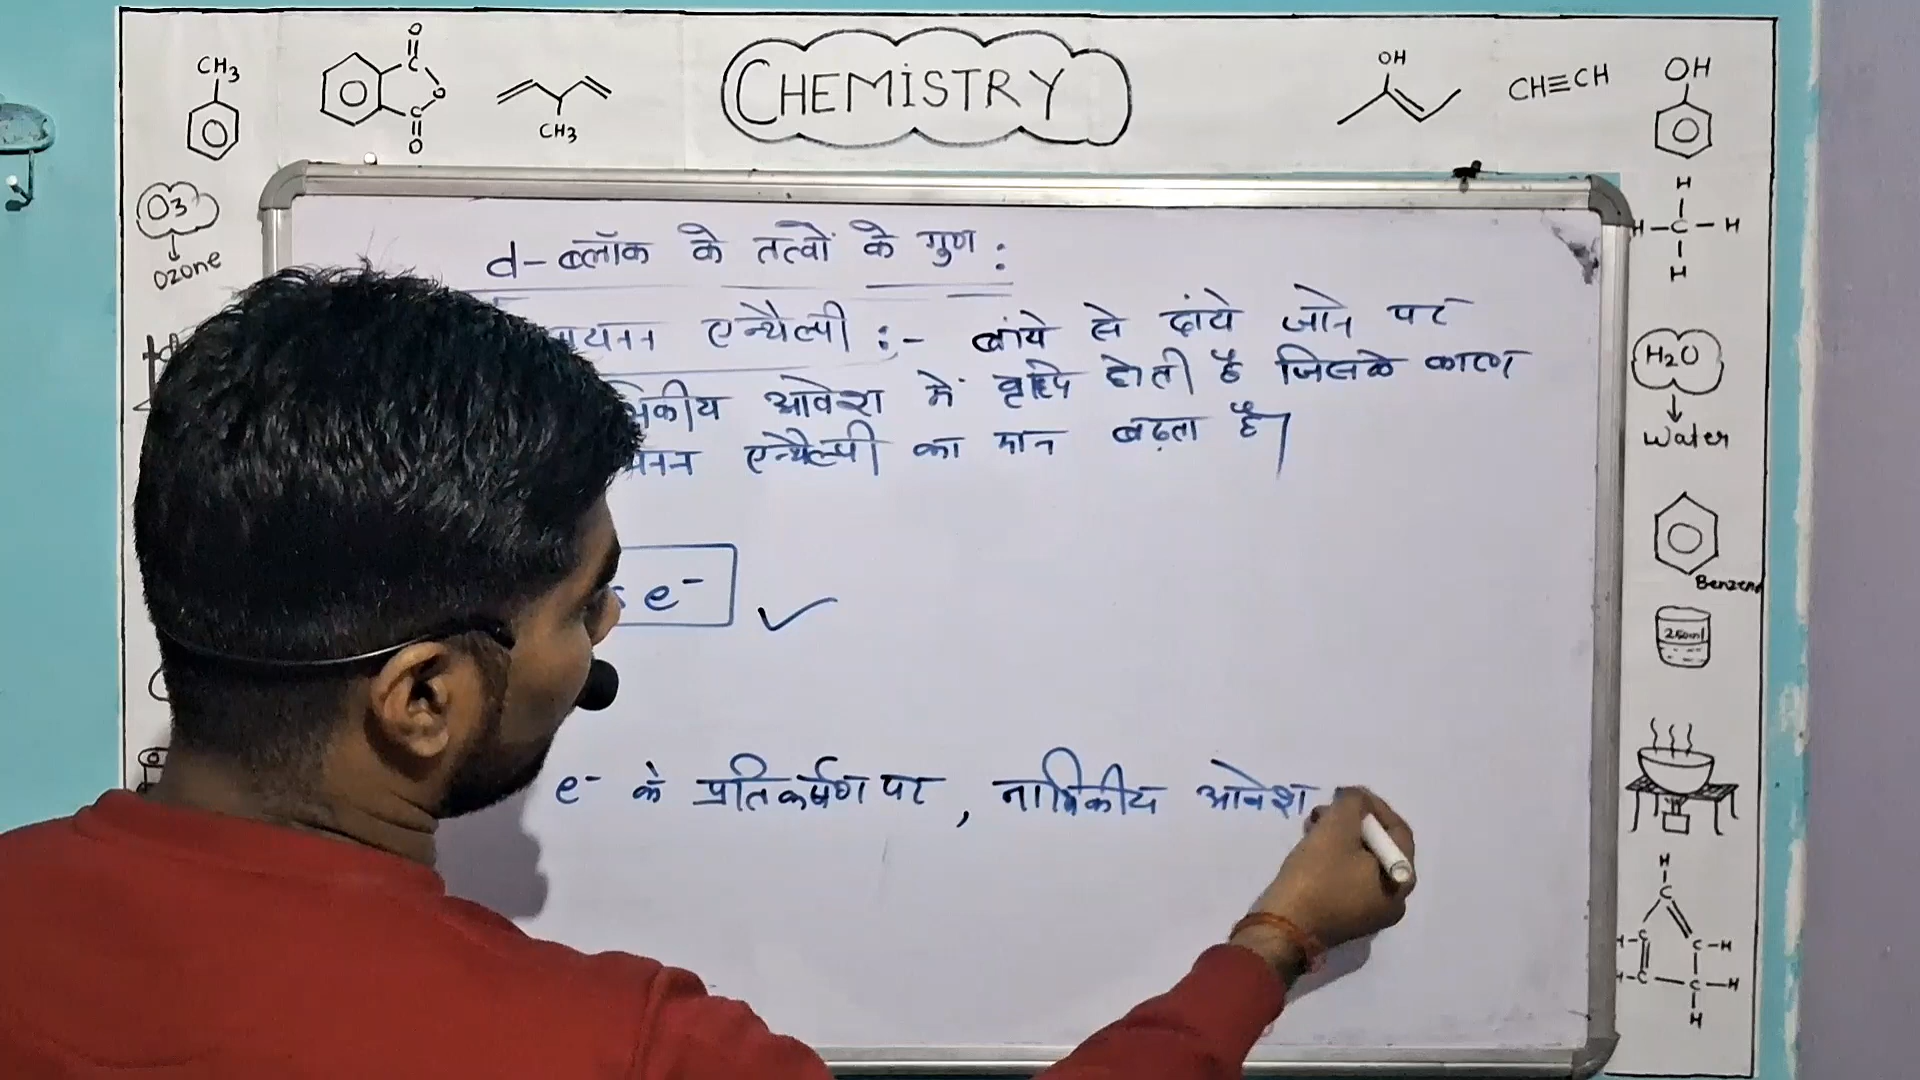 CHEMISTRY
CH3
C O C O O
CH3
OH
CH≡CH
OH
O3
Ozone
H
H-C-H
H
H2O
Water
Benzene
250ml
H
C
C C-H
H-C C-H
H
d-ब्लॉक के तत्वों के गुण :
एन्थैल्पी :- बांये से दांये जाने पर
आवेश में वृद्धि होती है जिसके कारण
एन्थैल्पी का मान बढ़ता है।
e⁻
e⁻ के प्रतिकर्षण पर, नाभिकीय आवेश